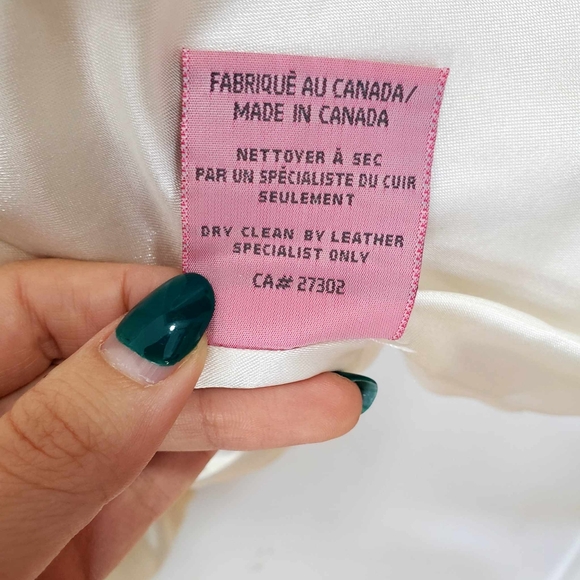 FABRIQUÈ AU CANADA/
MADE IN CANADA
NETTOYER À SEC
PAR UN SPÈCIALISTE DU CUIR
SEULEMENT
DRY CLEAN BY LEATHER
SPECIALIST ONLY
CA# 27302